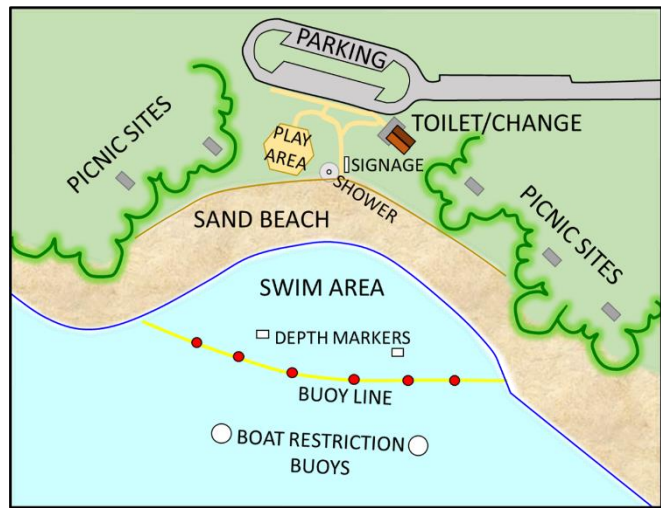 PARKING
TOILET/CHANGE
PICNIC SITES
PLAY
AREA
SIGNAGE
SHOWER
PICNIC SITES
SAND BEACH
SWIM AREA
DEPTH MARKERS
BUOY LINE
BOAT RESTRICTION
BUOYS